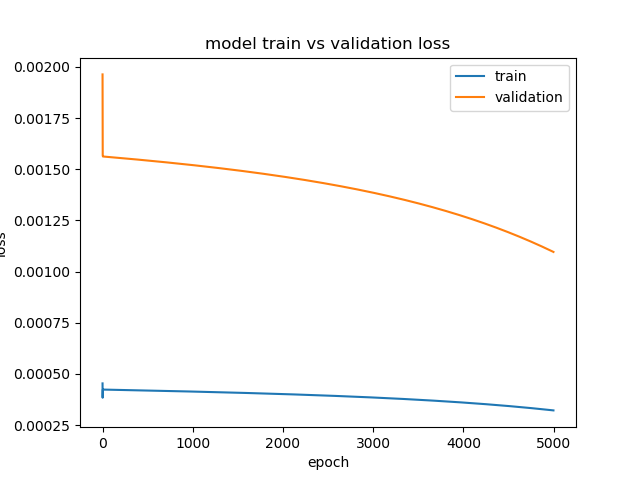 model train vs validation loss
train
validation
0.00200
0.00175
0.00150
0.00125
0.00100
0.00075
0.00050
0.00025
loss
0 1000 2000 3000 4000 5000
epoch